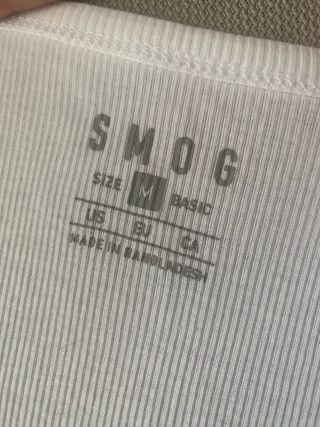 SMOG
SIZE M BASIC
US EU CA
MADE IN BANGLADESH